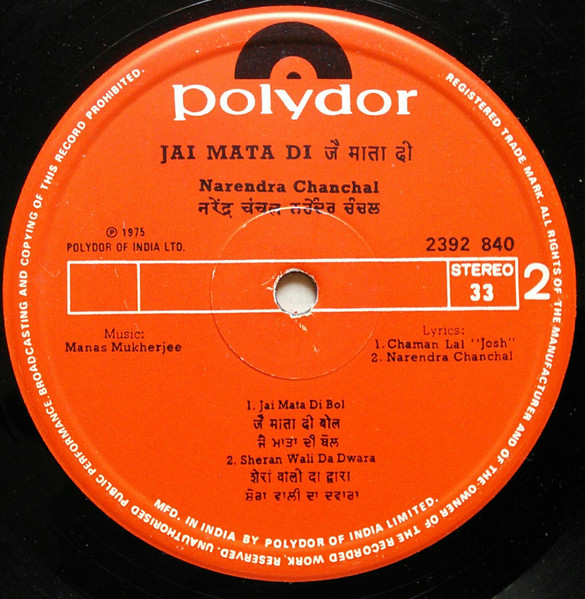 polydor
JAI MATA DI जै माता दी
Narendra Chanchal
नरेंद्र चंचल ਨਰੇਂਦਰ ਚੰਚਲ
℗ 1975
POLYDOR OF INDIA LTD.
2392 840
STEREO
33
2
Music:
Manas Mukherjee
Lyrics:
1. Chaman Lal "Josh"
2. Narendra Chanchal
1. Jai Mata Di Bol
जै माता दी बोल
ਜੈ ਮਾਤਾ ਦੀ ਬੋਲ
2. Sheran Wali Da Dwara
शेरां वाली दा द्वारा
ਸ਼ੇਰਾਂ ਵਾਲੀ ਦਾ ਦਵਾਰਾ
MFD. IN INDIA BY POLYDOR OF INDIA LIMITED.
REGISTERED TRADE MARK. ALL RIGHTS OF THE MANUFACTURER AND OF THE OWNER OF THE RECORDED WORK, RESERVED. UNAUTHORISED PUBLIC PERFORMANCE, BROADCASTING AND COPYING OF THIS RECORD PROHIBITED.